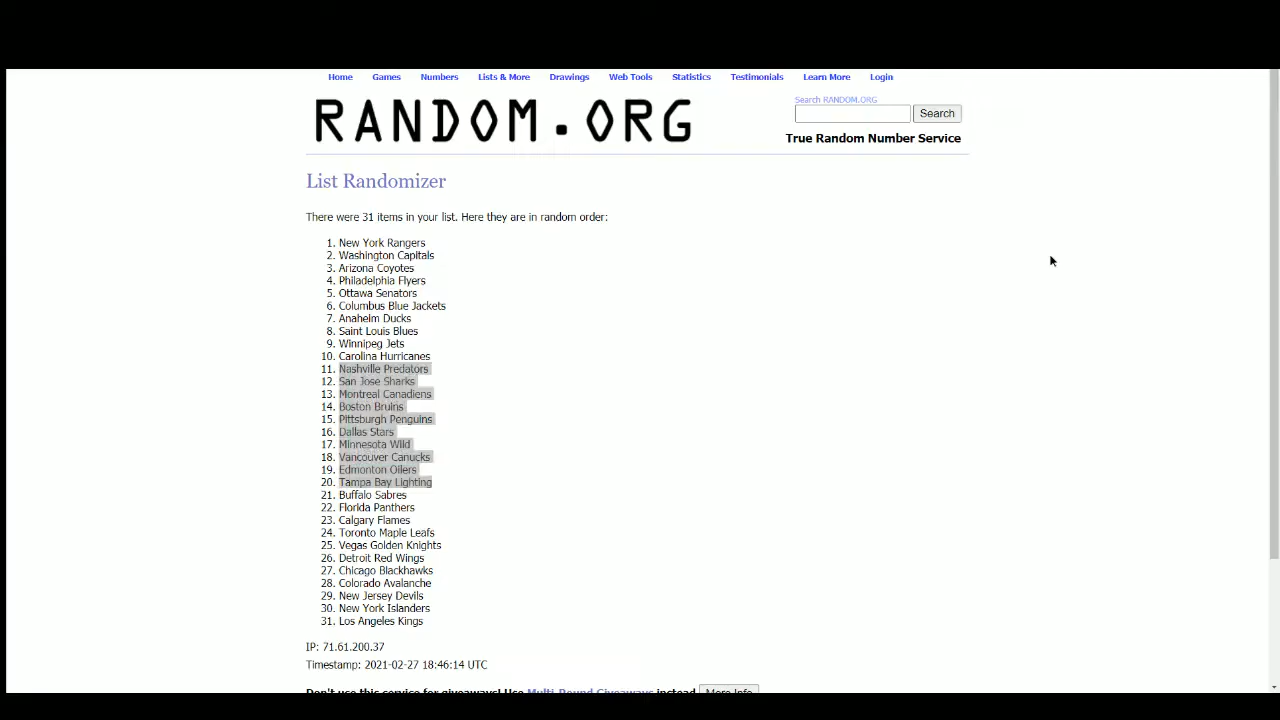 Home Games Numbers Lists & More Drawings Web Tools Statistics Testimonials Learn More Login
RANDOM.ORG
Search RANDOM.ORG
Search
True Random Number Service
List Randomizer
There were 31 items in your list. Here they are in random order:
1. New York Rangers
2. Washington Capitals
3. Arizona Coyotes
4. Philadelphia Flyers
5. Ottawa Senators
6. Columbus Blue Jackets
7. Anaheim Ducks
8. Saint Louis Blues
9. Winnipeg Jets
10. Carolina Hurricanes
11. Nashville Predators
12. San Jose Sharks
13. Montreal Canadiens
14. Boston Bruins
15. Pittsburgh Penguins
16. Dallas Stars
17. Minnesota Wild
18. Vancouver Canucks
19. Edmonton Oilers
20. Tampa Bay Lighting
21. Buffalo Sabres
22. Florida Panthers
23. Calgary Flames
24. Toronto Maple Leafs
25. Vegas Golden Knights
26. Detroit Red Wings
27. Chicago Blackhawks
28. Colorado Avalanche
29. New Jersey Devils
30. New York Islanders
31. Los Angeles Kings
IP: 71.61.200.37
Timestamp: 2021-02-27 18:46:14 UTC
Don't use this service for giveaways! Use Multi-Round Giveaways instead More Info